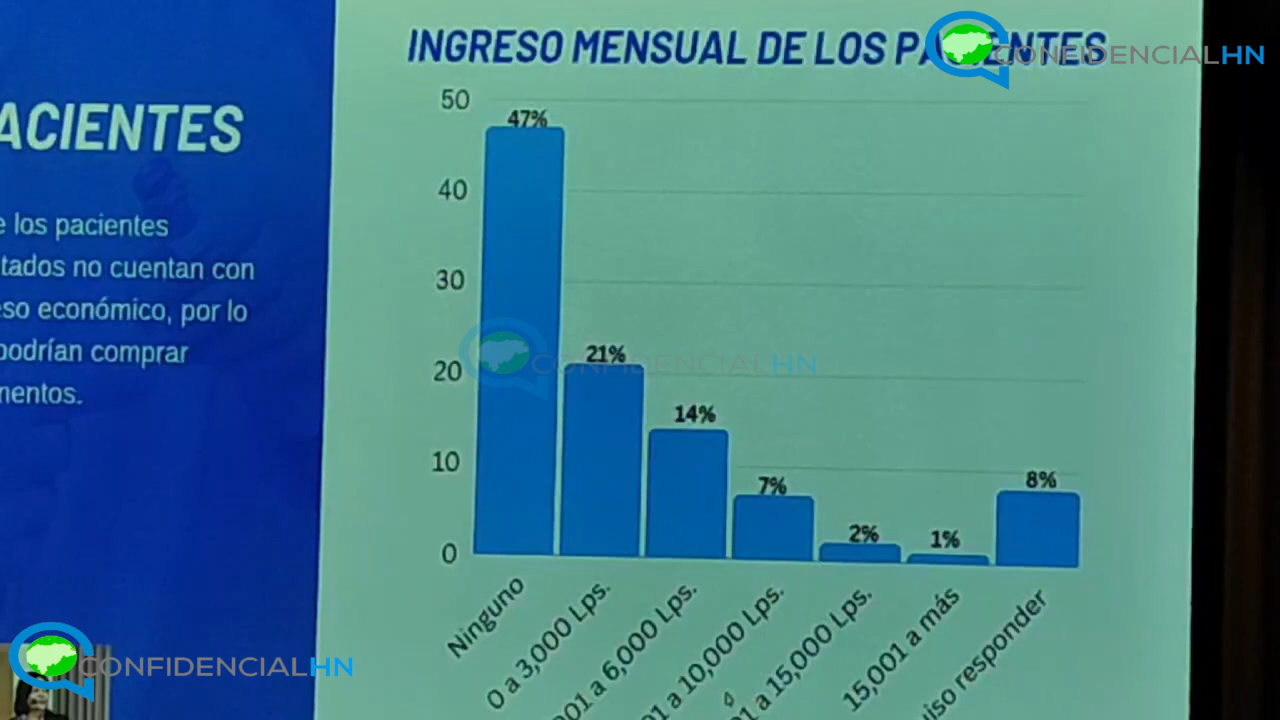 INGRESO MENSUAL DE LOS PACIENTES
CONFIDENCIALHN
ACIENTES
e los pacientes
tados no cuentan con
eso económico, por lo
podrían comprar
mentos.
50
40
30
20
10
0
47%
21%
14%
7%
2%
1%
8%
CONFIDENCIALHN
Ninguno
0 a 3,000 Lps.
001 a 6,000 Lps.
01 a 10,000 Lps.
01 a 15,000 Lps.
15,001 a más
uiso responder
CONFIDENCIALHN